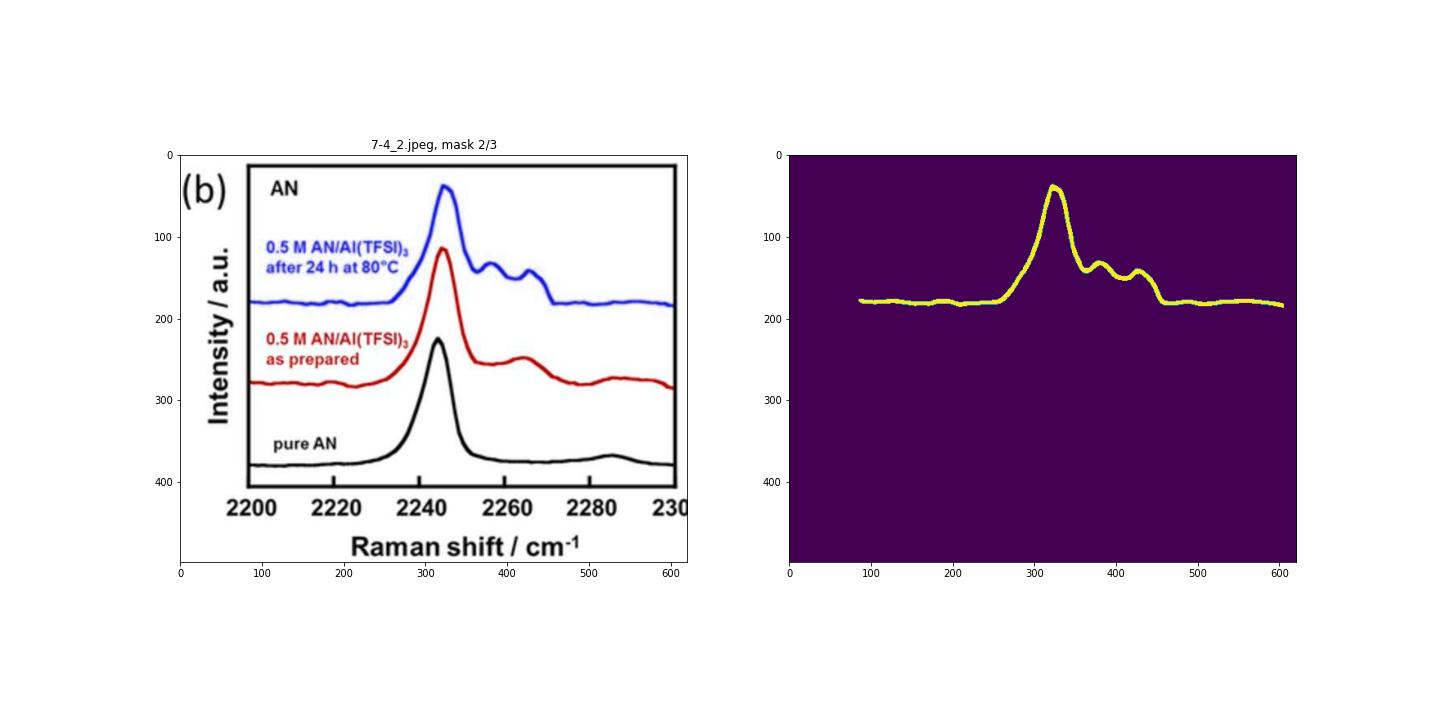 7-4_2.jpeg, mask 2/3
(b)
AN
0.5 M AN/Al(TFSI)3
after 24 h at 80°C
0.5 M AN/Al(TFSI)3
as prepared
pure AN
Intensity / a.u.
2200 2220 2240 2260 2280 230
Raman shift / cm-1
0
100
200
300
400
0 100 200 300 400 500 600
0
100
200
300
400
0 100 200 300 400 500 600